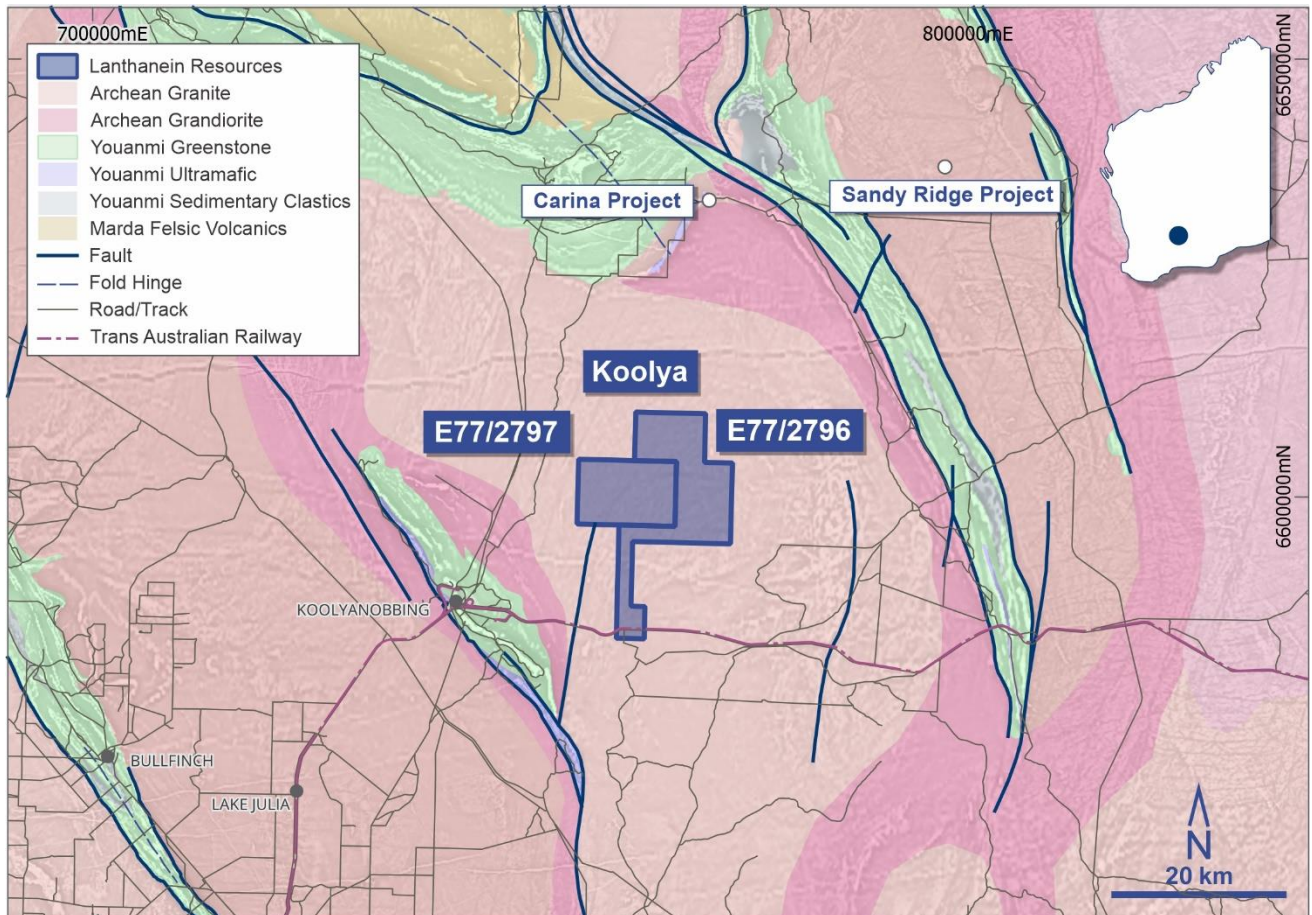 700000mE
800000mE
6650000mN
Lanthanein Resources
Archean Granite
Archean Grandiorite
Youanmi Greenstone
Youanmi Ultramafic
Youanmi Sedimentary Clastics
Marda Felsic Volcanics
Fault
Fold Hinge
Road/Track
Trans Australian Railway
Carina Project
Sandy Ridge Project
Koolya
E77/2797
E77/2796
6600000mN
KOOLYANOBBING
BULLFINCH
LAKE JULIA
N
20 km